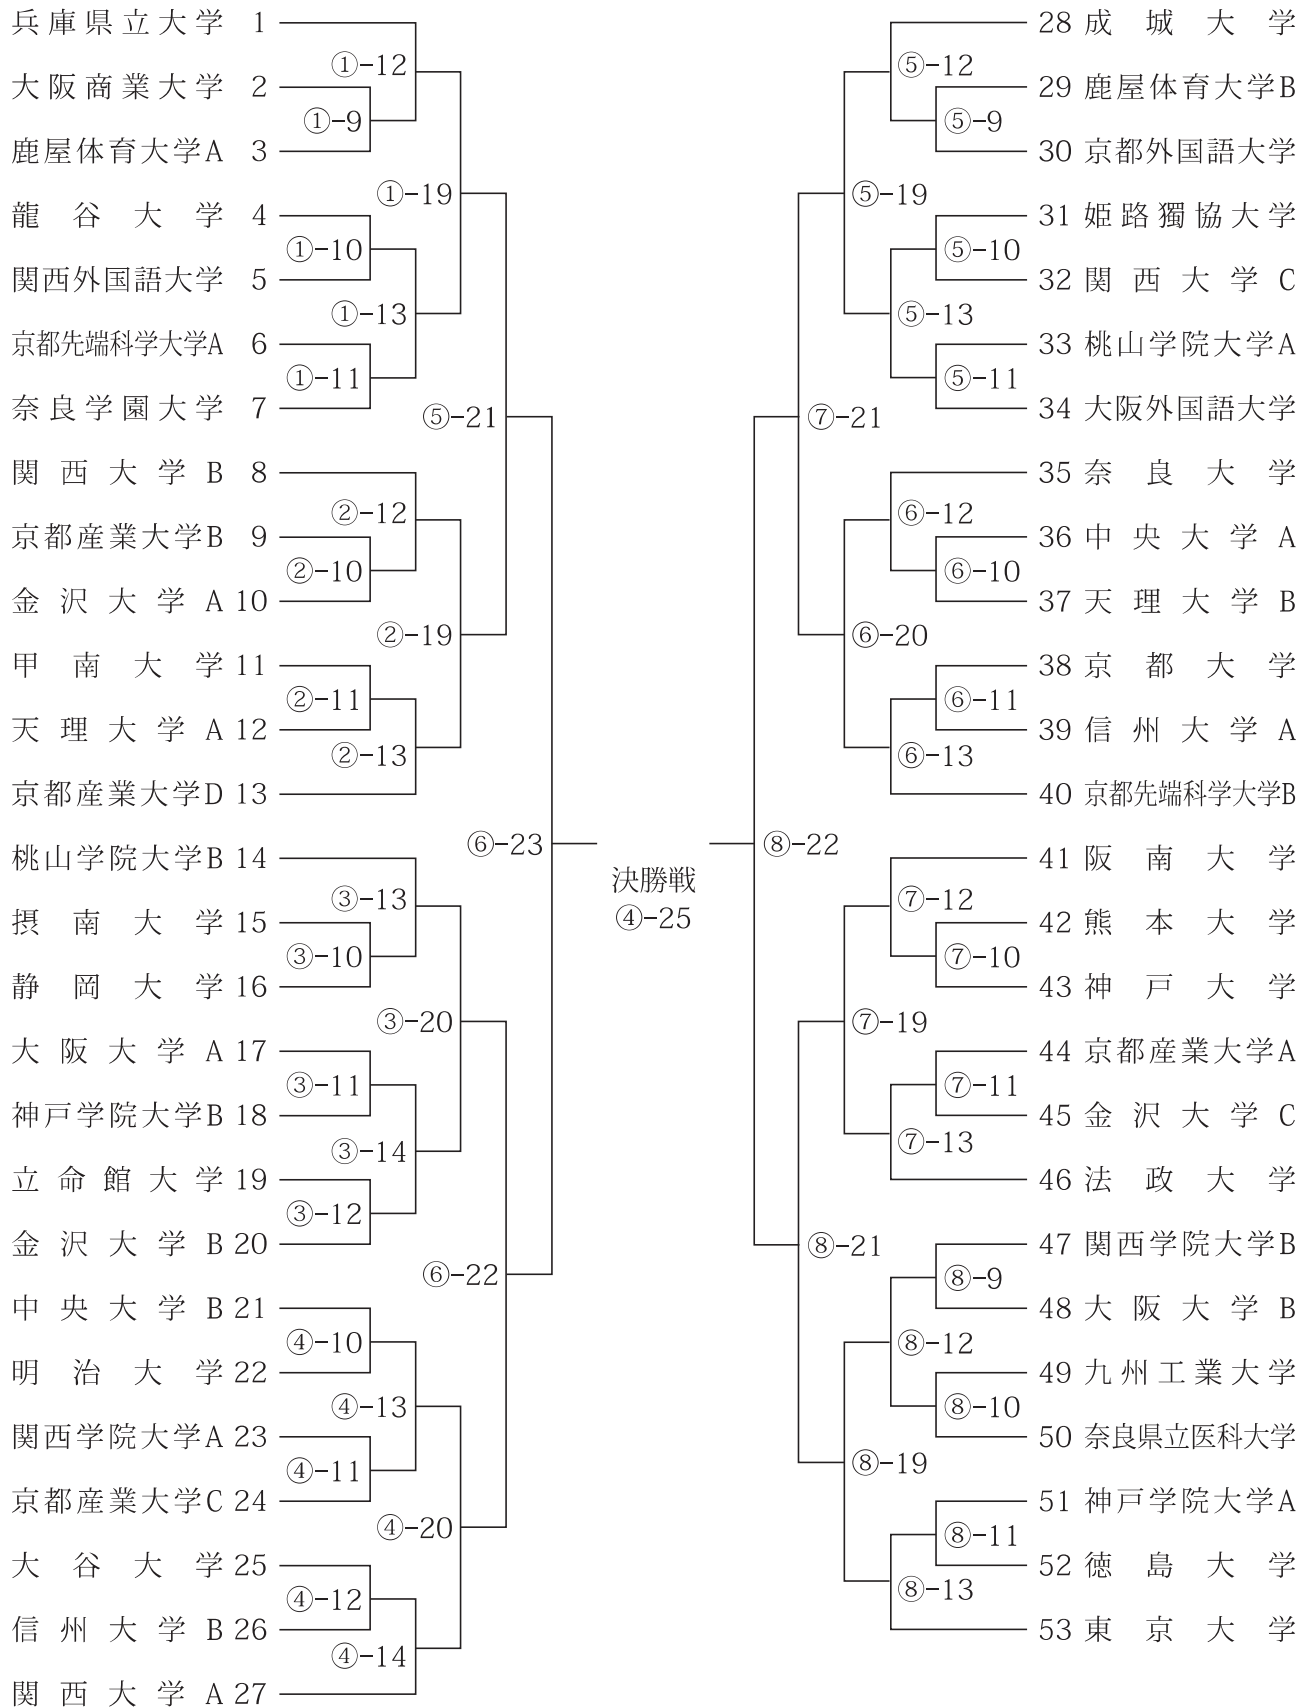 兵庫県立大学 1
大阪商業大学 2
鹿屋体育大学A 3
龍谷大学 4
関西外国語大学 5
京都先端科学大学A 6
奈良学園大学 7
関西大学B 8
京都産業大学B 9
金沢大学A 10
甲南大学 11
天理大学A 12
京都産業大学D 13
桃山学院大学B 14
摂南大学 15
静岡大学 16
大阪大学A 17
神戸学院大学B 18
立命館大学 19
金沢大学B 20
中央大学B 21
明治大学 22
関西学院大学A 23
京都産業大学C 24
大谷大学 25
信州大学B 26
関西大学A 27
①-12
①-9
①-19
①-10
①-13
①-11
⑤-21
②-12
②-10
②-19
②-11
②-13
⑥-23
③-13
③-10
③-20
③-11
③-14
③-12
⑥-22
④-10
④-13
④-11
④-20
④-12
④-14
決勝戦
④-25
⑤-12
⑤-9
⑤-19
⑤-10
⑤-13
⑤-11
⑦-21
⑥-12
⑥-10
⑥-20
⑥-11
⑥-13
⑧-22
⑦-12
⑦-10
⑦-19
⑦-11
⑦-13
⑧-21
⑧-9
⑧-12
⑧-10
⑧-19
⑧-11
⑧-13
28 成城大学
29 鹿屋体育大学B
30 京都外国語大学
31 姫路獨協大学
32 関西大学C
33 桃山学院大学A
34 大阪外国語大学
35 奈良大学
36 中央大学A
37 天理大学B
38 京都大学
39 信州大学A
40 京都先端科学大学B
41 阪南大学
42 熊本大学
43 神戸大学
44 京都産業大学A
45 金沢大学C
46 法政大学
47 関西学院大学B
48 大阪大学B
49 九州工業大学
50 奈良県立医科大学
51 神戸学院大学A
52 徳島大学
53 東京大学